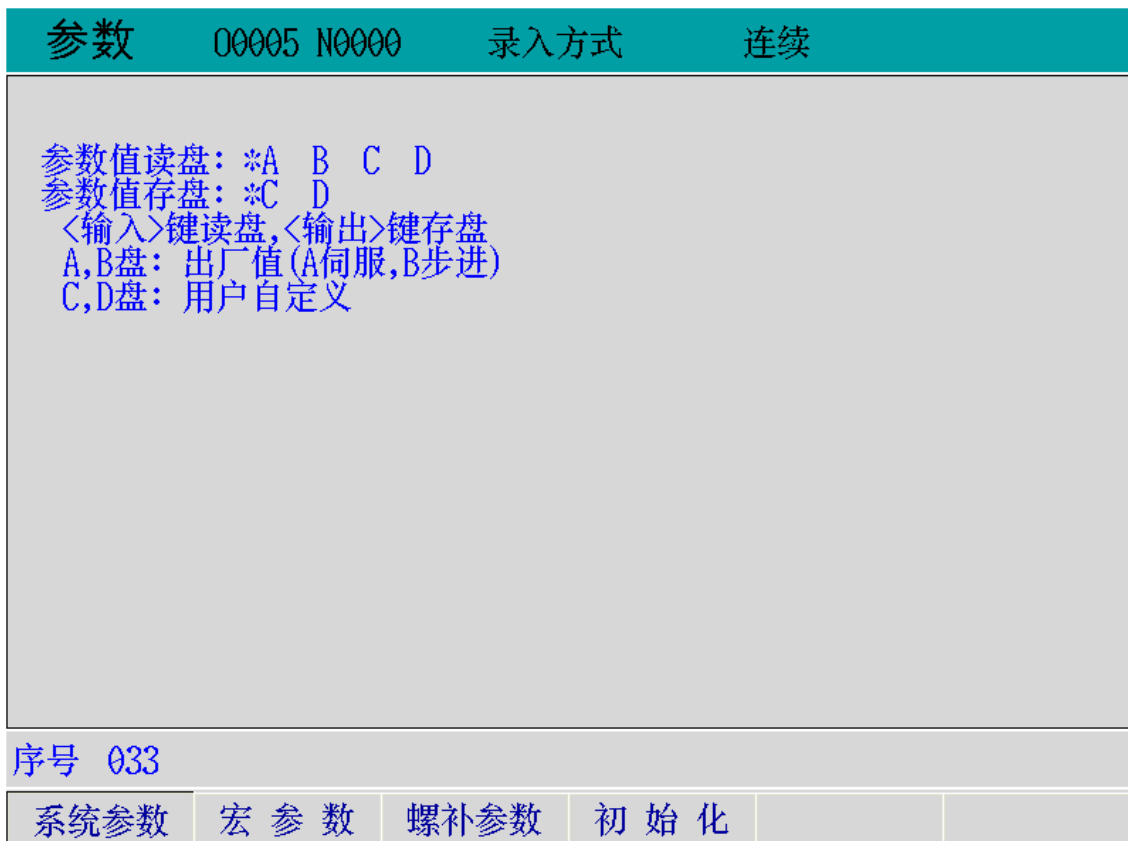 参数 O0005 N0000 录入方式 连续
参数值读盘: *A B C D
参数值存盘: *C D
<输入>键读盘,<输出>键存盘
A,B盘: 出厂值(A伺服,B步进)
C,D盘: 用户自定义
序号 033
系统参数 宏 参 数 螺补参数 初 始 化